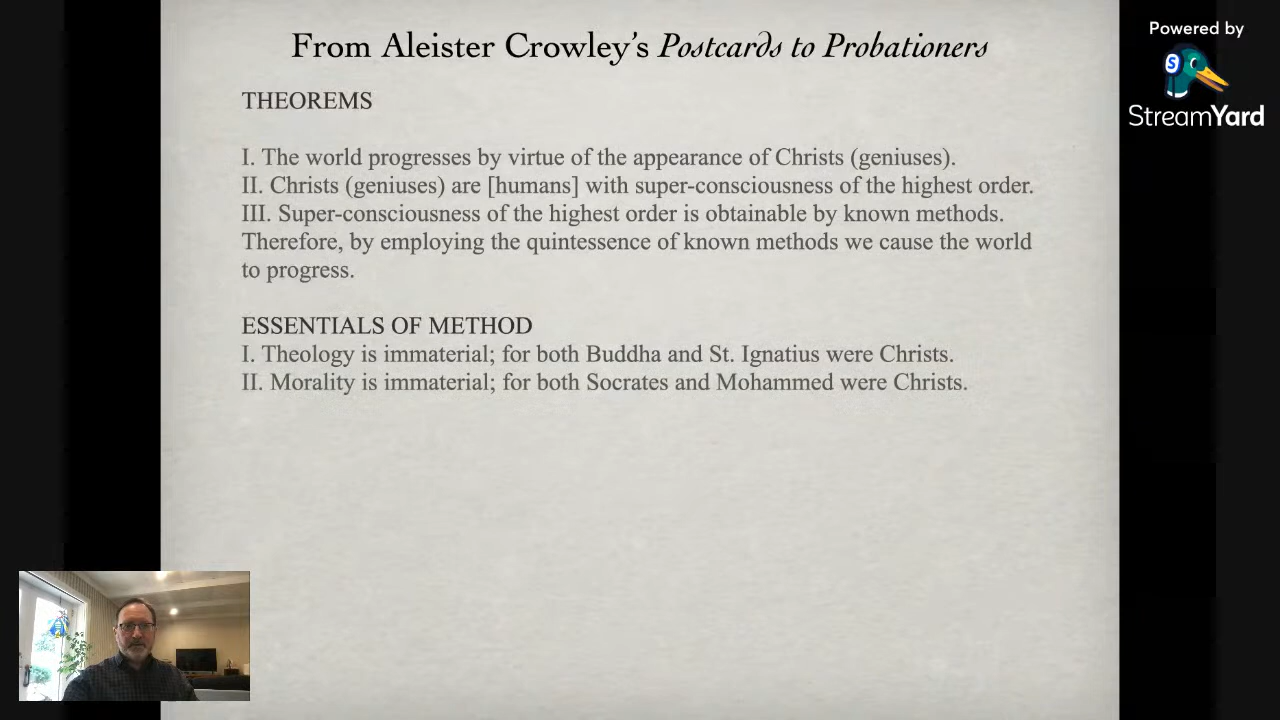 From Aleister Crowley's Postcards to Probationers
Powered by
S
StreamYard
THEOREMS
I. The world progresses by virtue of the appearance of Christs (geniuses).
II. Christs (geniuses) are [humans] with super-consciousness of the highest order.
III. Super-consciousness of the highest order is obtainable by known methods.
Therefore, by employing the quintessence of known methods we cause the world
to progress.
ESSENTIALS OF METHOD
I. Theology is immaterial; for both Buddha and St. Ignatius were Christs.
II. Morality is immaterial; for both Socrates and Mohammed were Christs.